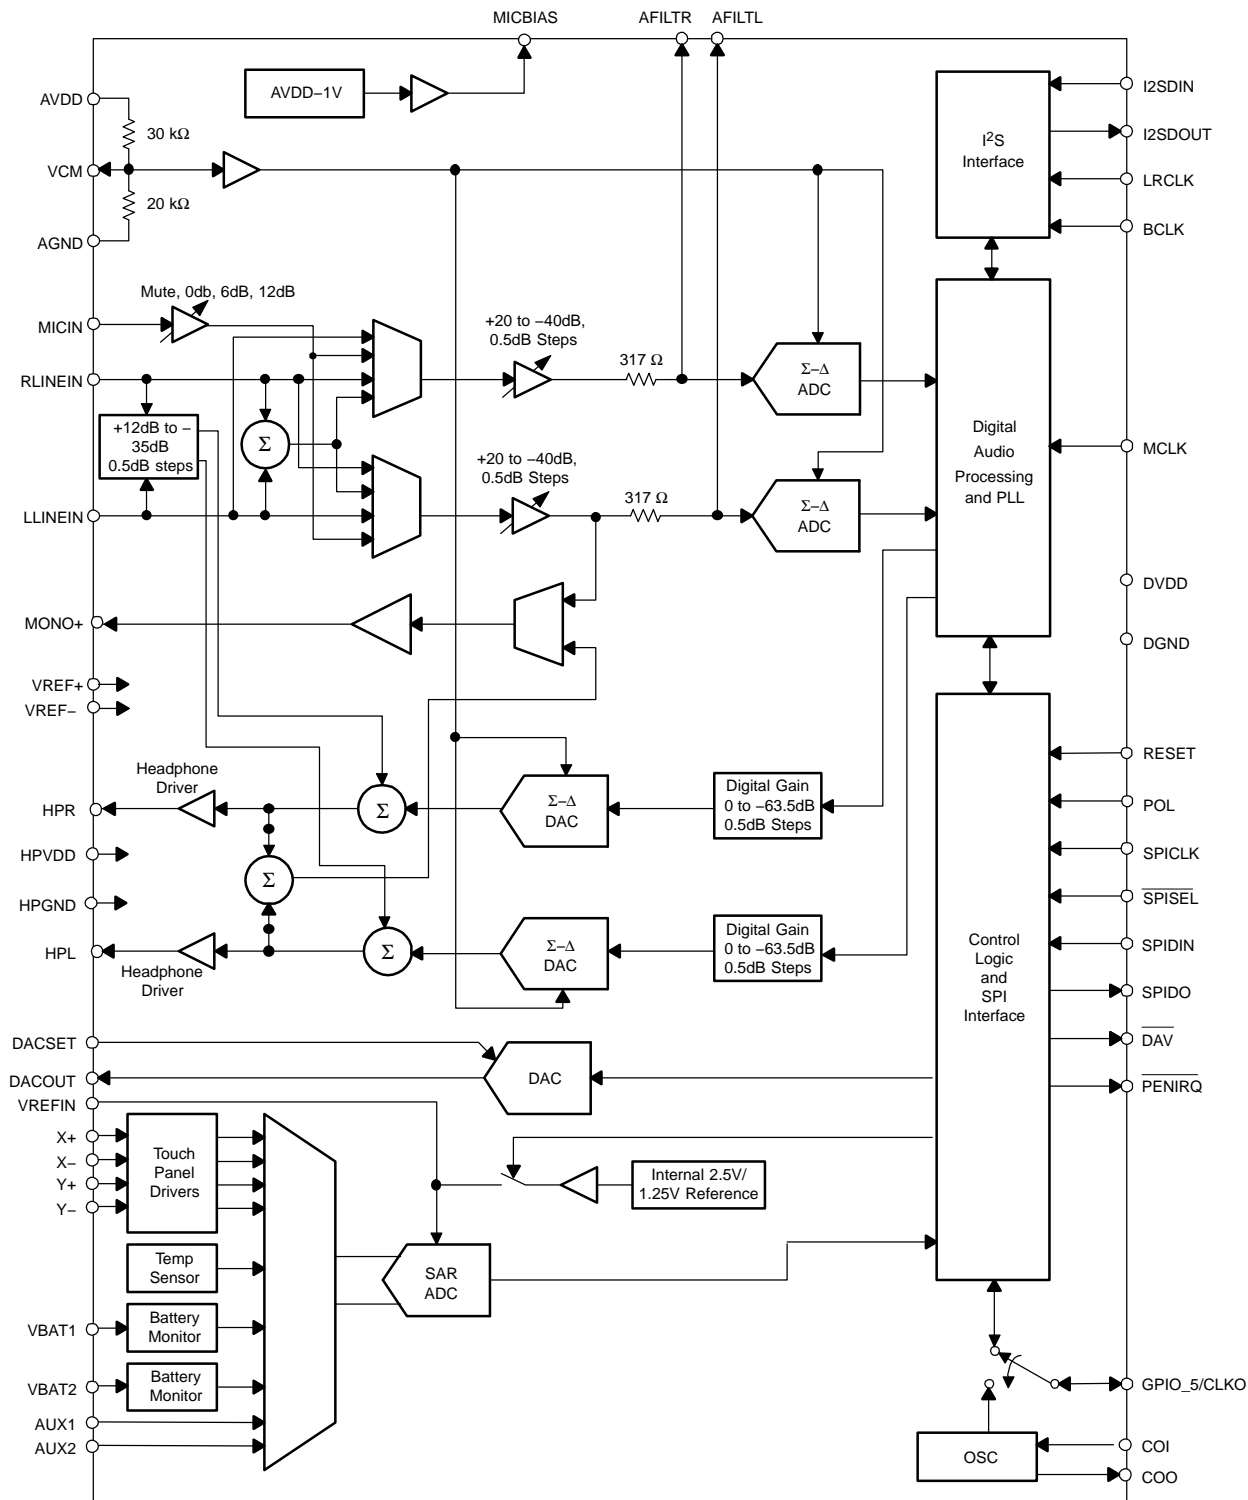 MICBIAS
AFILTR
AFILTL
AVDD
30 kΩ
VCM
20 kΩ
AGND
AVDD–1V
I2SDIN
I2SDOUT
LRCLK
BCLK
I²S
Interface
Mute, 0db, 6dB, 12dB
MICIN
RLINEIN
+12dB to –
35dB
0.5dB steps
Σ
LLINEIN
+20 to –40dB,
0.5dB Steps
317 Ω
Σ–Δ
ADC
+20 to –40dB,
0.5dB Steps
317 Ω
Σ–Δ
ADC
Digital
Audio
Processing
and PLL
MCLK
DVDD
DGND
MONO+
VREF+
VREF–
Headphone
Driver
HPR
HPVDD
HPGND
HPL
Headphone
Driver
Σ
Σ
Σ
Σ–Δ
DAC
Digital Gain
0 to –63.5dB
0.5dB Steps
Σ–Δ
DAC
Digital Gain
0 to –63.5dB
0.5dB Steps
Control
Logic
and
SPI
Interface
RESET
POL
SPICLK
SPISEL
SPIDIN
SPIDO
DAV
PENIRQ
DACSET
DACOUT
VREFIN
DAC
X+
X–
Y+
Y–
Touch
Panel
Drivers
Internal 2.5V/
1.25V Reference
Temp
Sensor
SAR
ADC
VBAT1
Battery
Monitor
VBAT2
Battery
Monitor
AUX1
AUX2
GPIO_5/CLKO
OSC
COI
COO